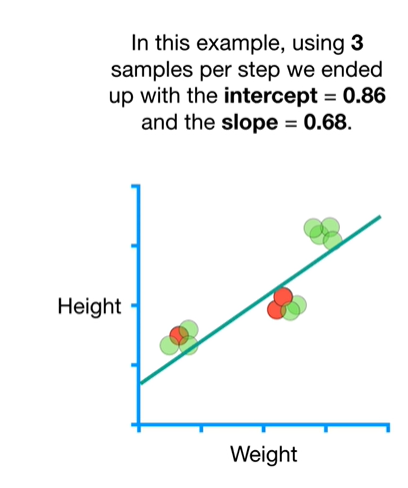 In this example, using 3
samples per step we ended
up with the intercept = 0.86
and the slope = 0.68.
Height
Weight